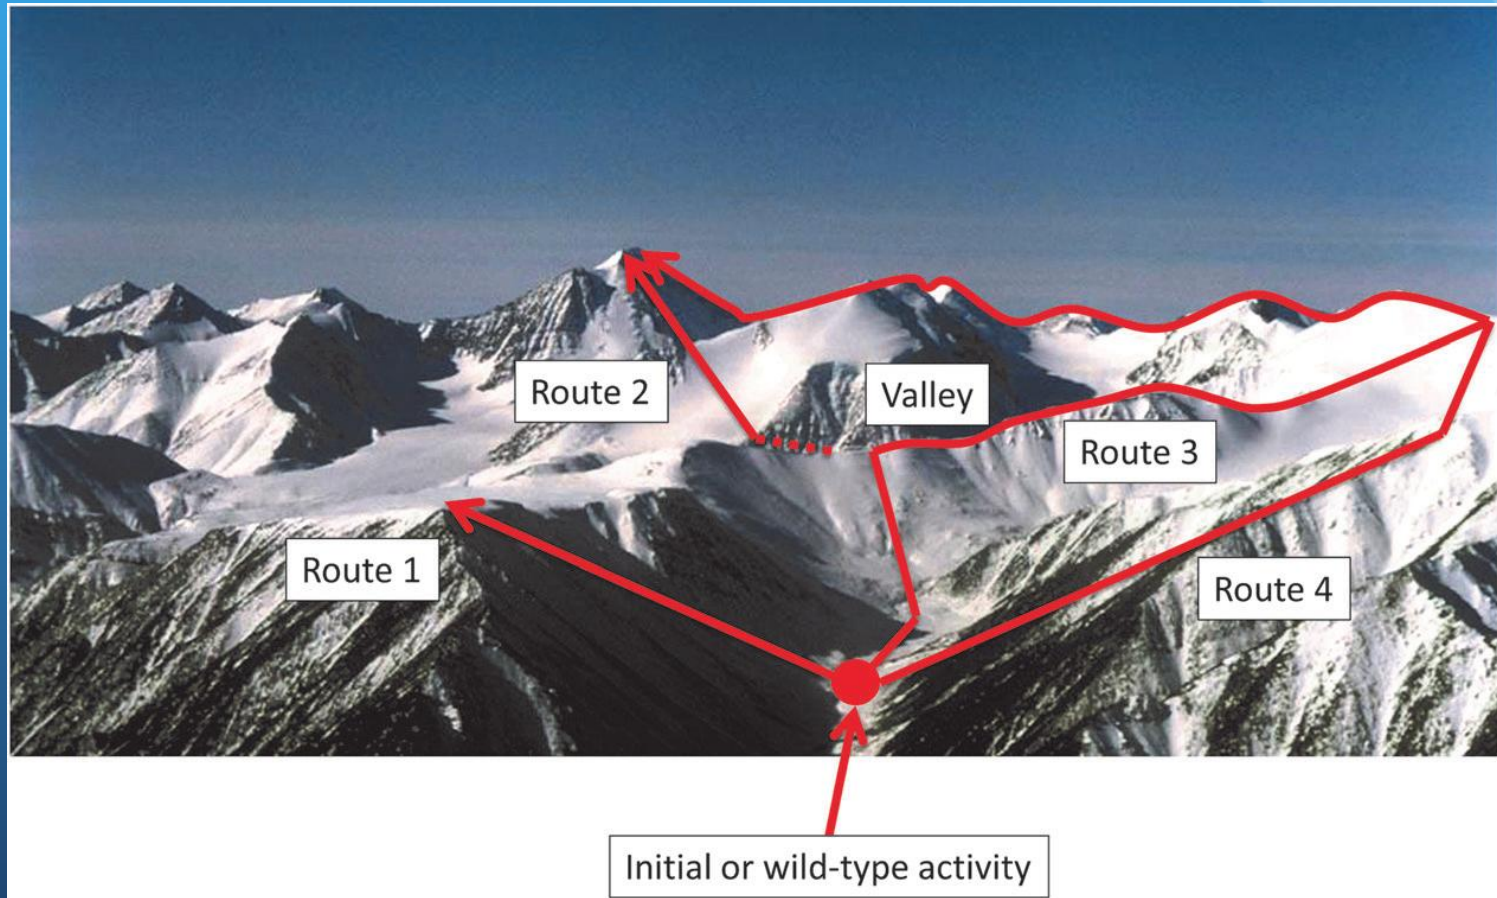 Route 2
Valley
Route 3
Route 1
Route 4
Initial or wild-type activity